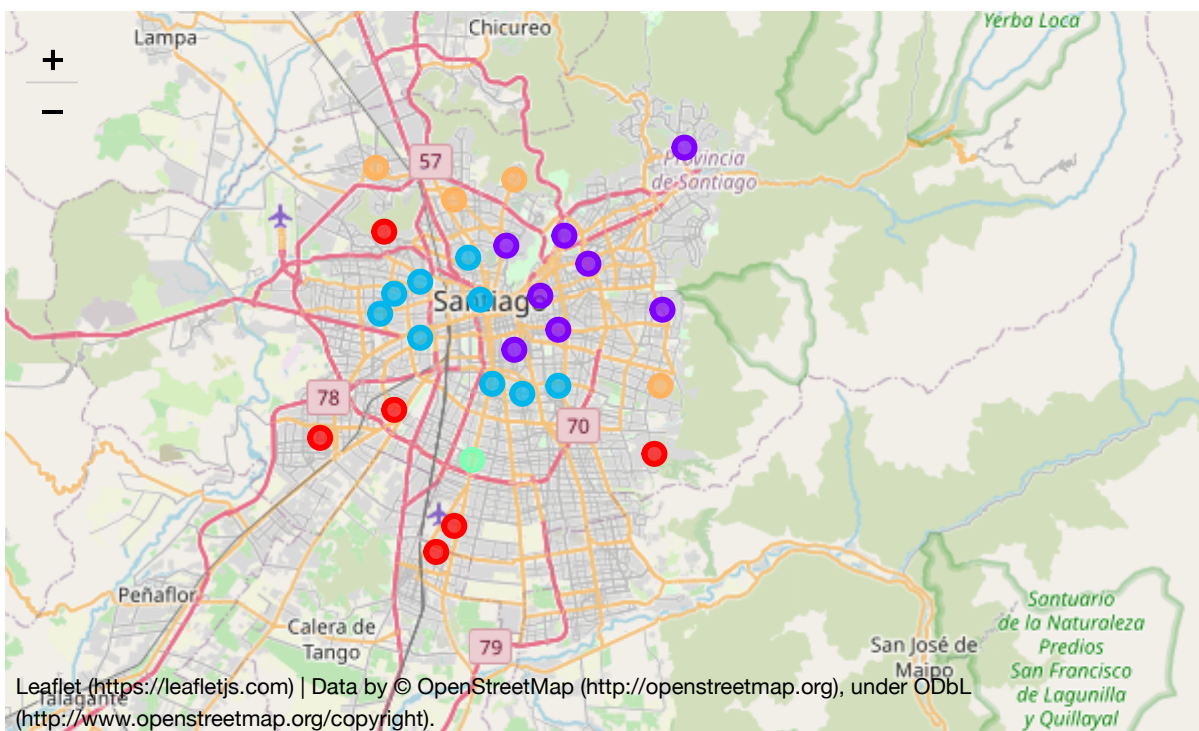 Chicureo
Yerba Loca
Lampa
+
−
57
Provincia
de Santiago
Santiago
78
70
Peñaflor
Calera de
Tango
79
Santuario
de la Naturaleza
Predios
San Francisco
de Lagunilla
y Quillayal
San José de
Maipo
Talagante
Leaflet (https://leafletjs.com) | Data by © OpenStreetMap (http://openstreetmap.org), under ODbL
(http://www.openstreetmap.org/copyright).